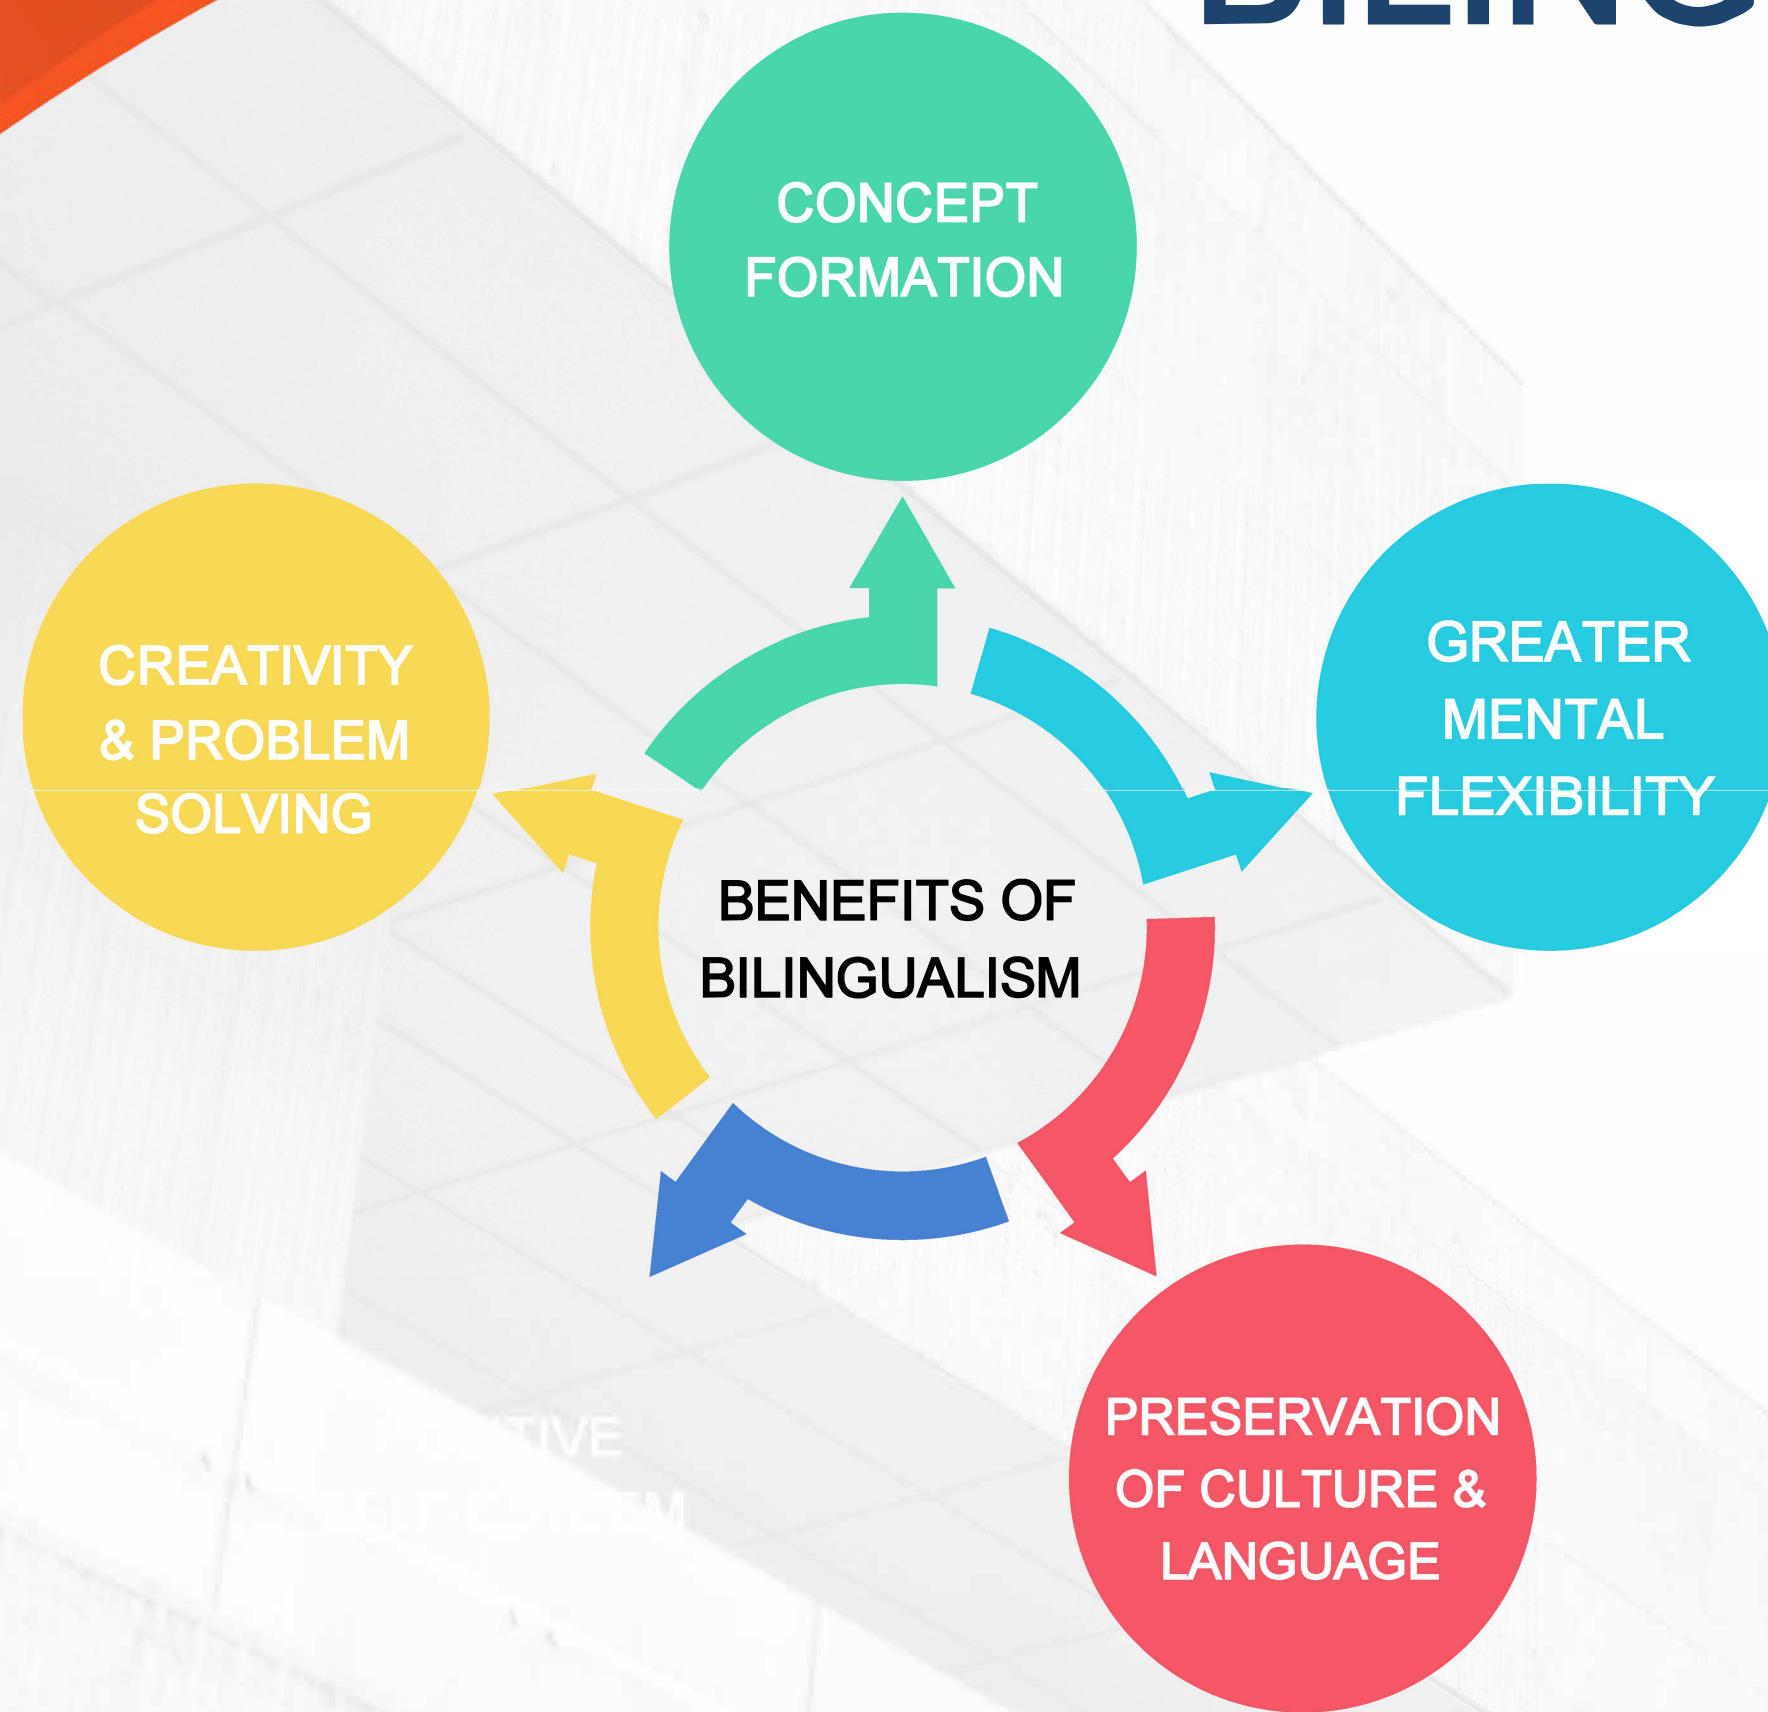 CONCEPT
FORMATION
GREATER
MENTAL
FLEXIBILITY
PRESERVATION
OF CULTURE &
LANGUAGE
CREATIVITY
& PROBLEM
SOLVING
BENEFITS OF
BILINGUALISM